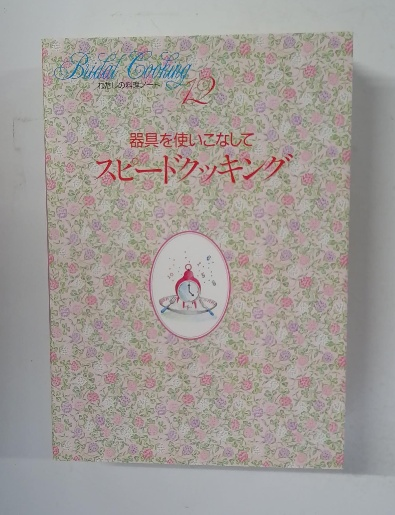 Bridal Cooking
わたしの料理ノート
12
器具を使いこなして
スピードクッキング